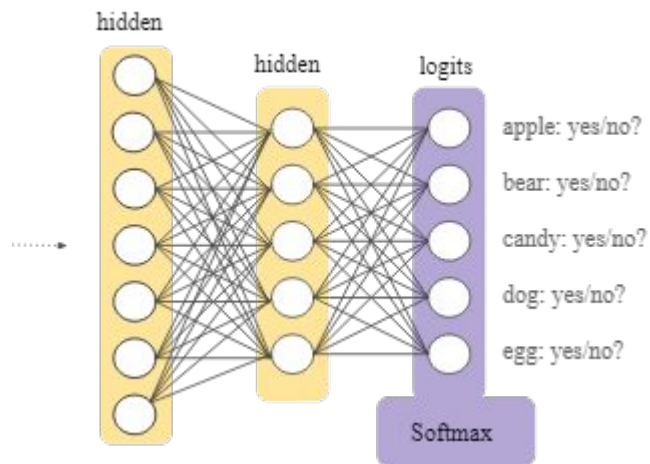 hidden
hidden
logits
apple: yes/no?
bear: yes/no?
candy: yes/no?
dog: yes/no?
egg: yes/no?
Softmax